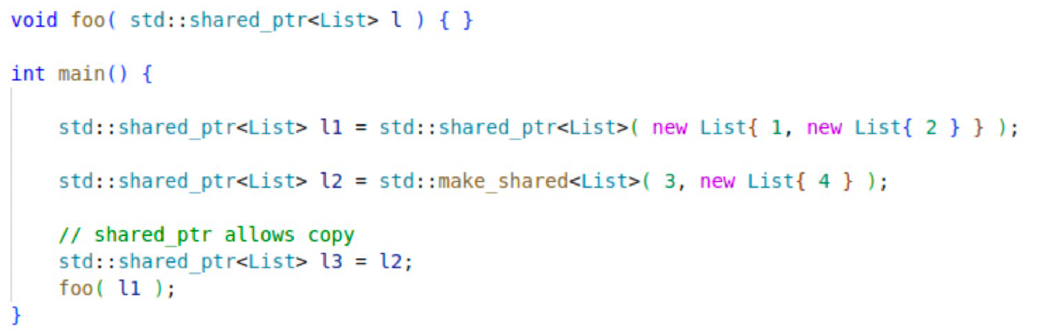 void foo( std::shared_ptr<List> l ) { }
int main() {
std::shared_ptr<List> l1 = std::shared_ptr<List>( new List{ 1, new List{ 2 } } );
std::shared_ptr<List> l2 = std::make_shared<List>( 3, new List{ 4 } );
// shared_ptr allows copy
std::shared_ptr<List> l3 = l2;
foo( l1 );
}